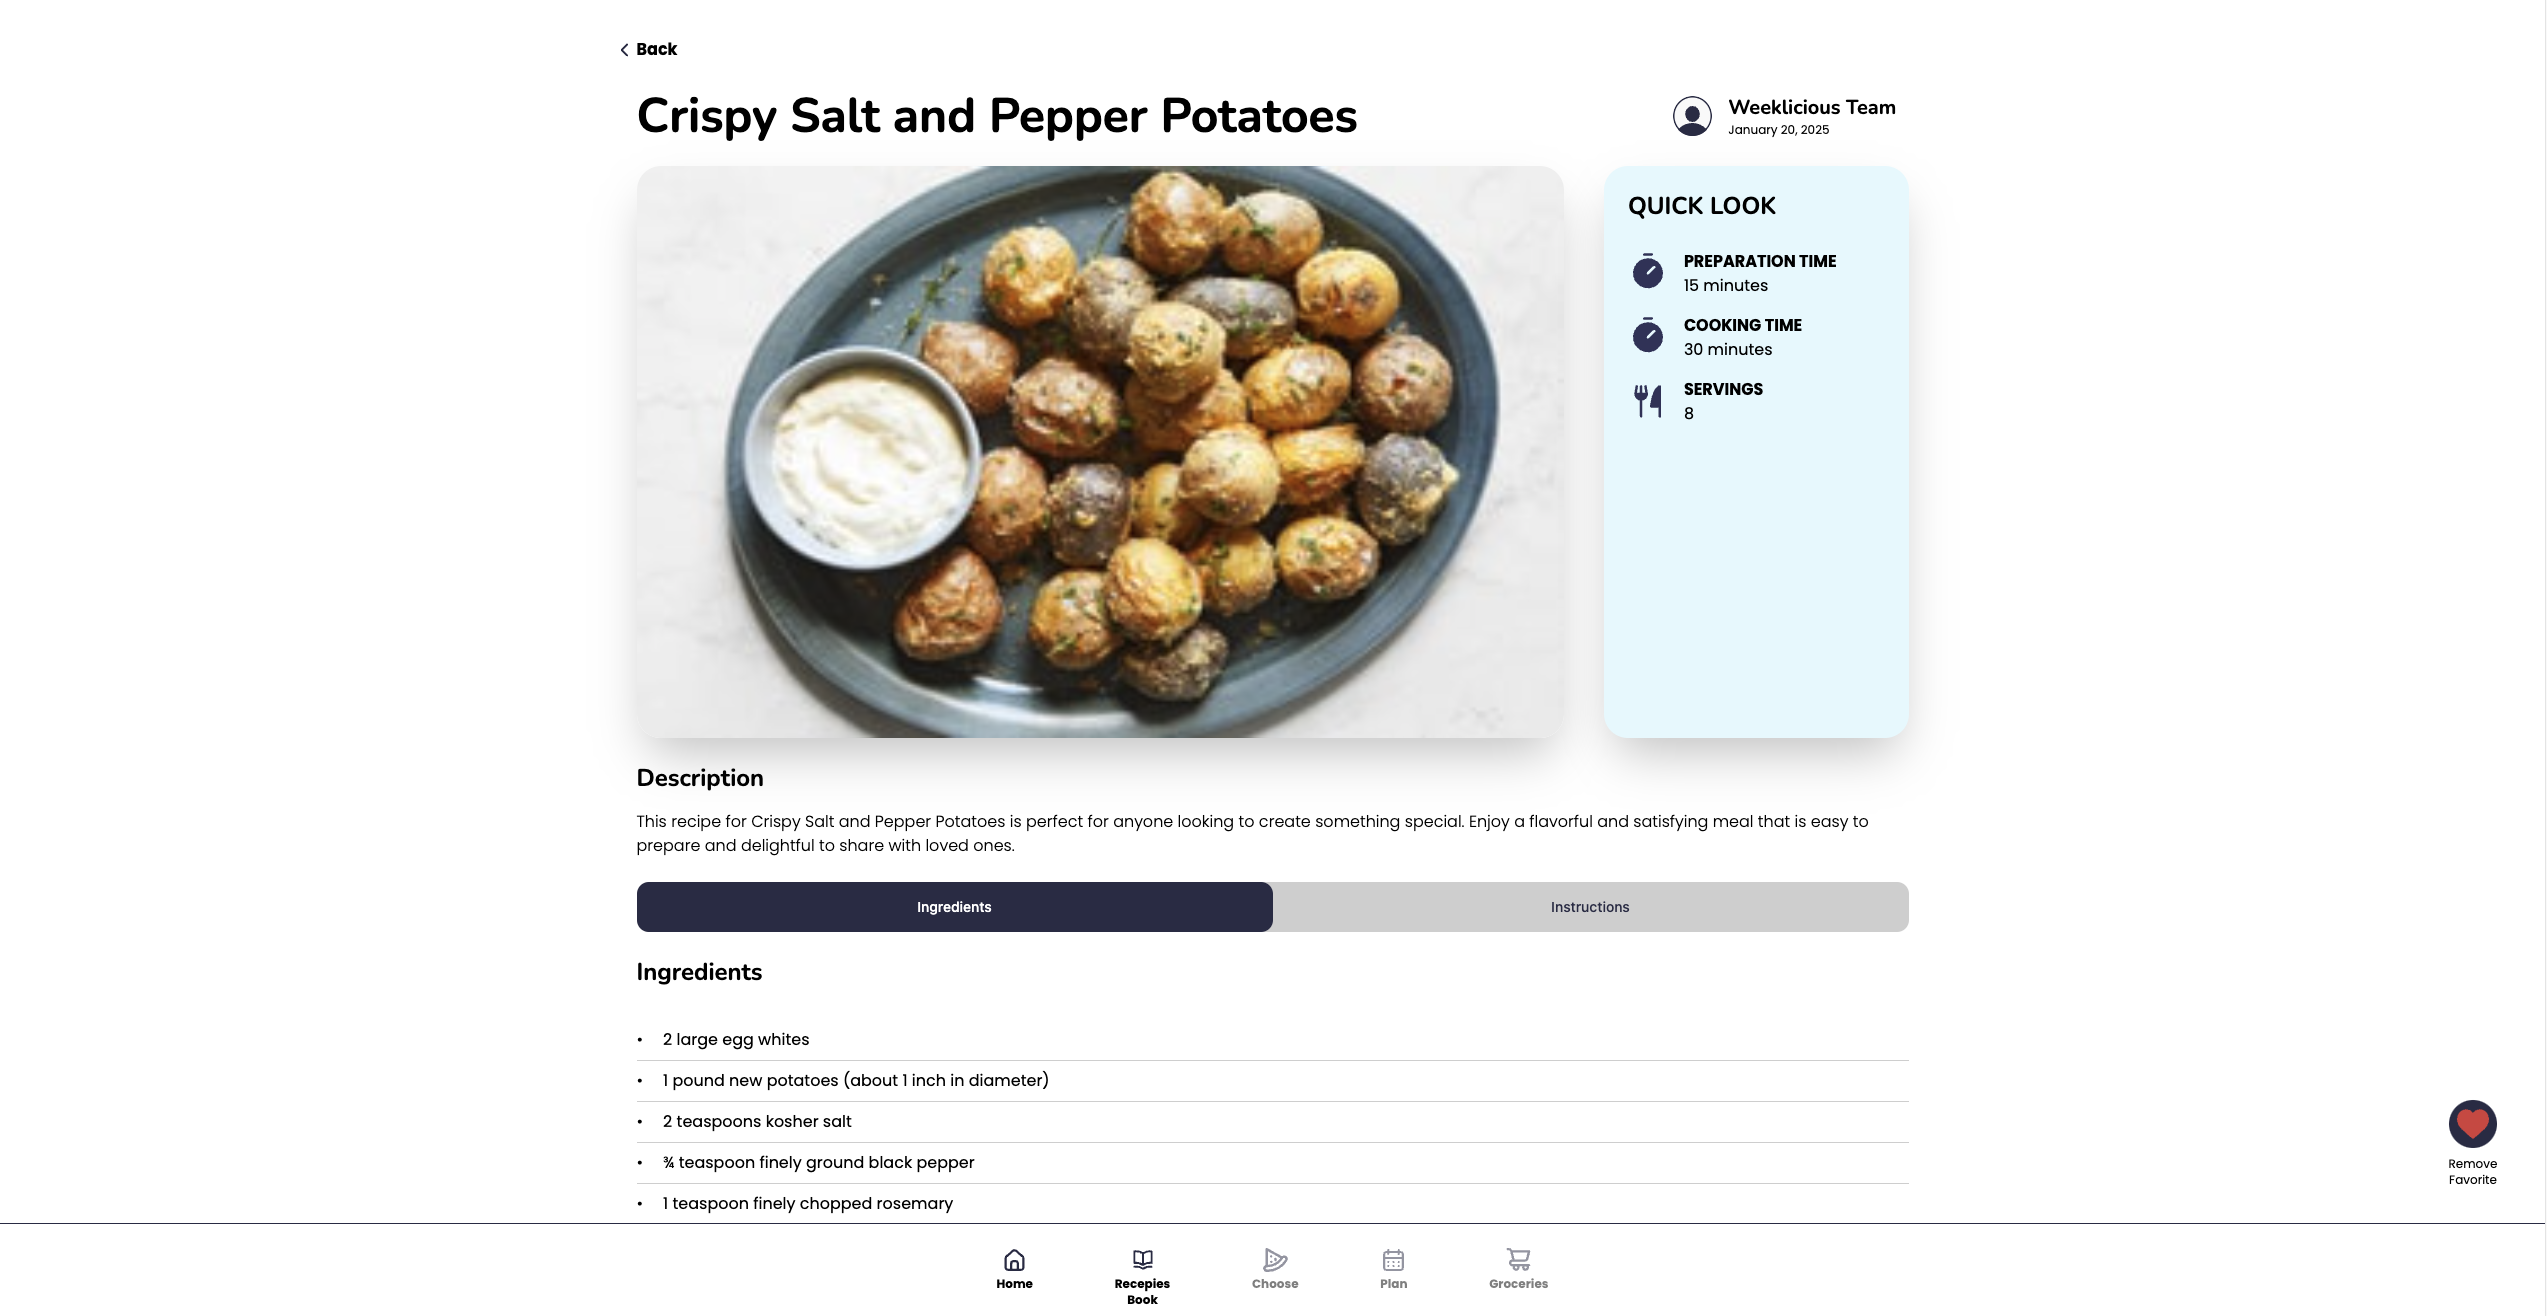 Back
Crispy Salt and Pepper Potatoes
Weeklicious Team
January 20, 2025
QUICK LOOK
PREPARATION TIME
15 minutes
COOKING TIME
30 minutes
SERVINGS
8
Description
This recipe for Crispy Salt and Pepper Potatoes is perfect for anyone looking to create something special. Enjoy a flavorful and satisfying meal that is easy to
prepare and delightful to share with loved ones.
Ingredients
Instructions
Ingredients
• 2 large egg whites
• 1 pound new potatoes (about 1 inch in diameter)
• 2 teaspoons kosher salt
• ¾ teaspoon finely ground black pepper
• 1 teaspoon finely chopped rosemary
Remove
Favorite
Home
Recepies
Book
Choose
Plan
Groceries